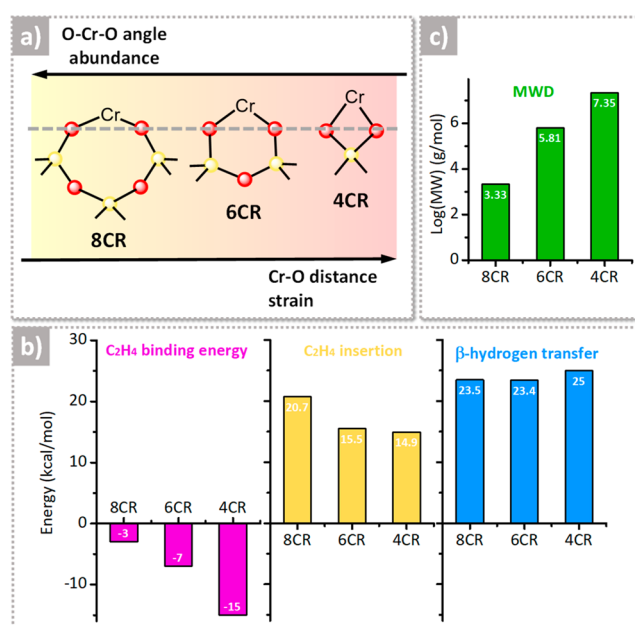 a)
O-Cr-O angle
abundance
Cr
Cr
Cr
8CR
6CR
4CR
Cr-O distance
strain
c)
MWD
Log(MW) (g/mol)
6
4
2
0
3.33
5.81
7.35
8CR
6CR
4CR
b)
Energy (kcal/mol)
30
20
10
0
-10
C2H4 binding energy
8CR
6CR
4CR
-3
-7
-15
C2H4 insertion
20.7
15.5
14.9
8CR
6CR
4CR
β-hydrogen transfer
23.5
23.4
25
8CR
6CR
4CR